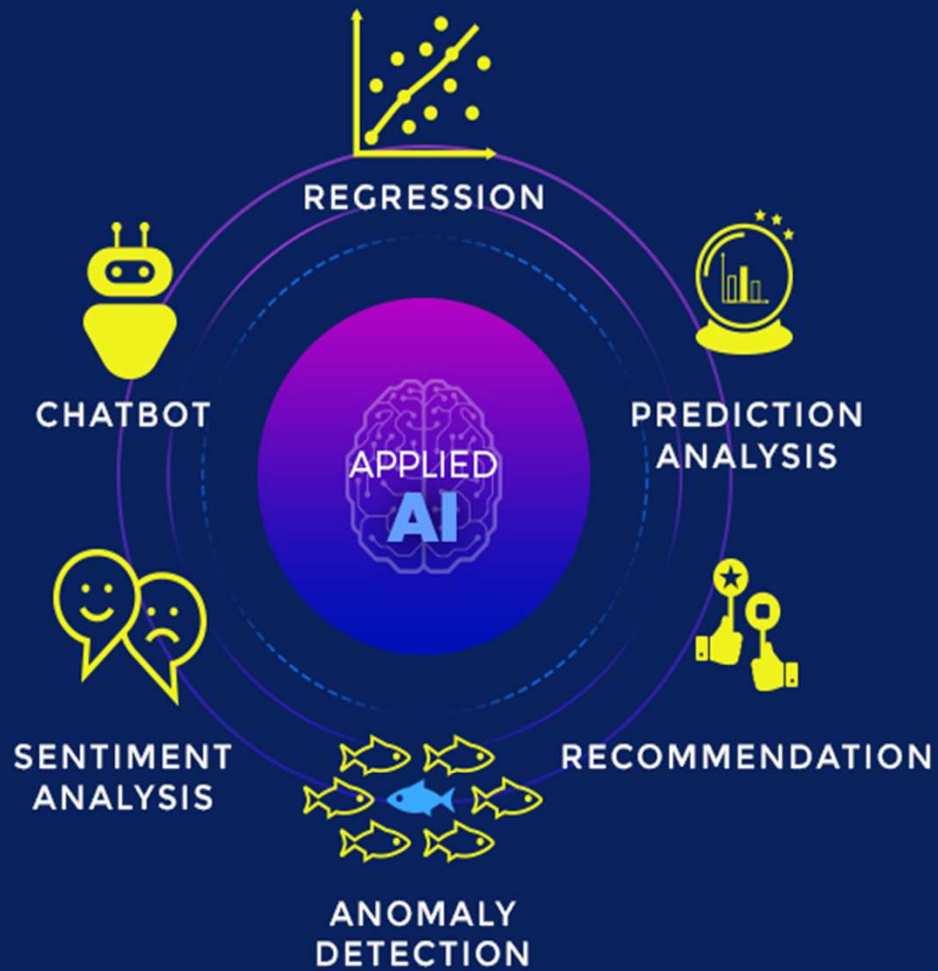 REGRESSION
CHATBOT
PREDICTION
ANALYSIS
APPLIED
AI
SENTIMENT
ANALYSIS
RECOMMENDATION
ANOMALY
DETECTION